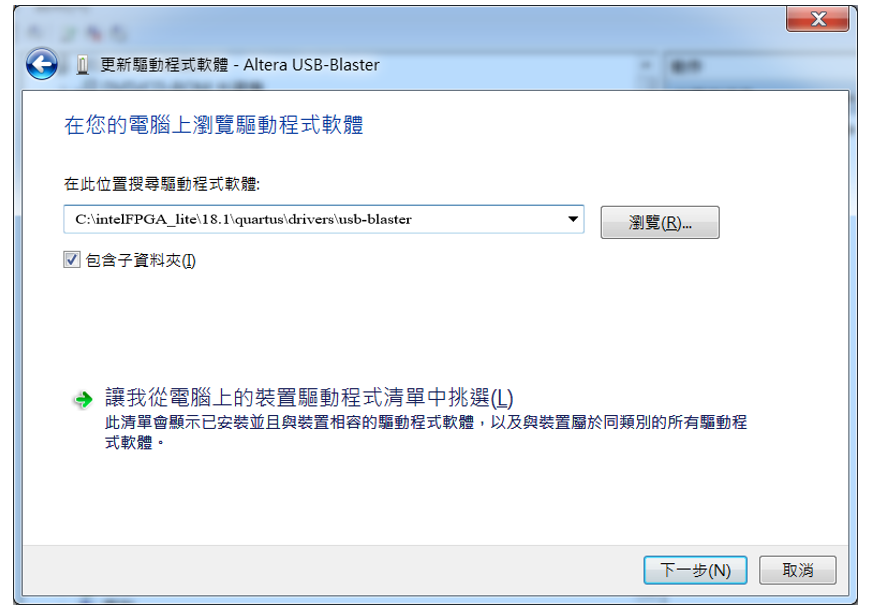 更新驅動程式軟體 - Altera USB-Blaster
在您的電腦上瀏覽驅動程式軟體
在此位置搜尋驅動程式軟體:
C:\intelFPGA_lite\18.1\quartus\drivers\usb-blaster
瀏覽(R)...
包含子資料夾(I)
讓我從電腦上的裝置驅動程式清單中挑選(L)
此清單會顯示已安裝並且與裝置相容的驅動程式軟體，以及與裝置屬於同類別的所有驅動程
式軟體。
下一步(N)
取消